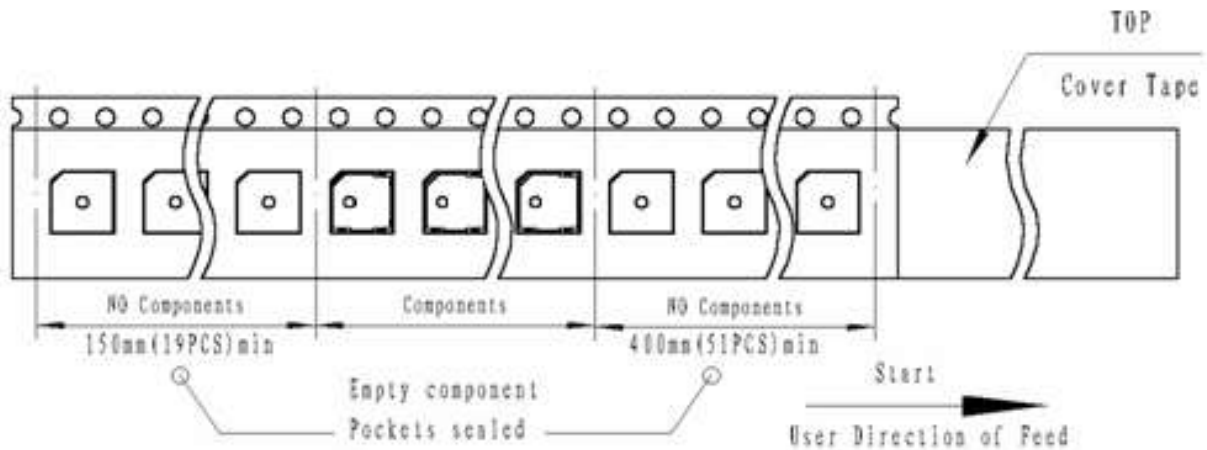 TOP
Cover Tape
NO Components
Components
NO Components
150mm(19PCS)min
400mm(51PCS)min
Empty component
Pockets sealed
Start
User Direction of Feed